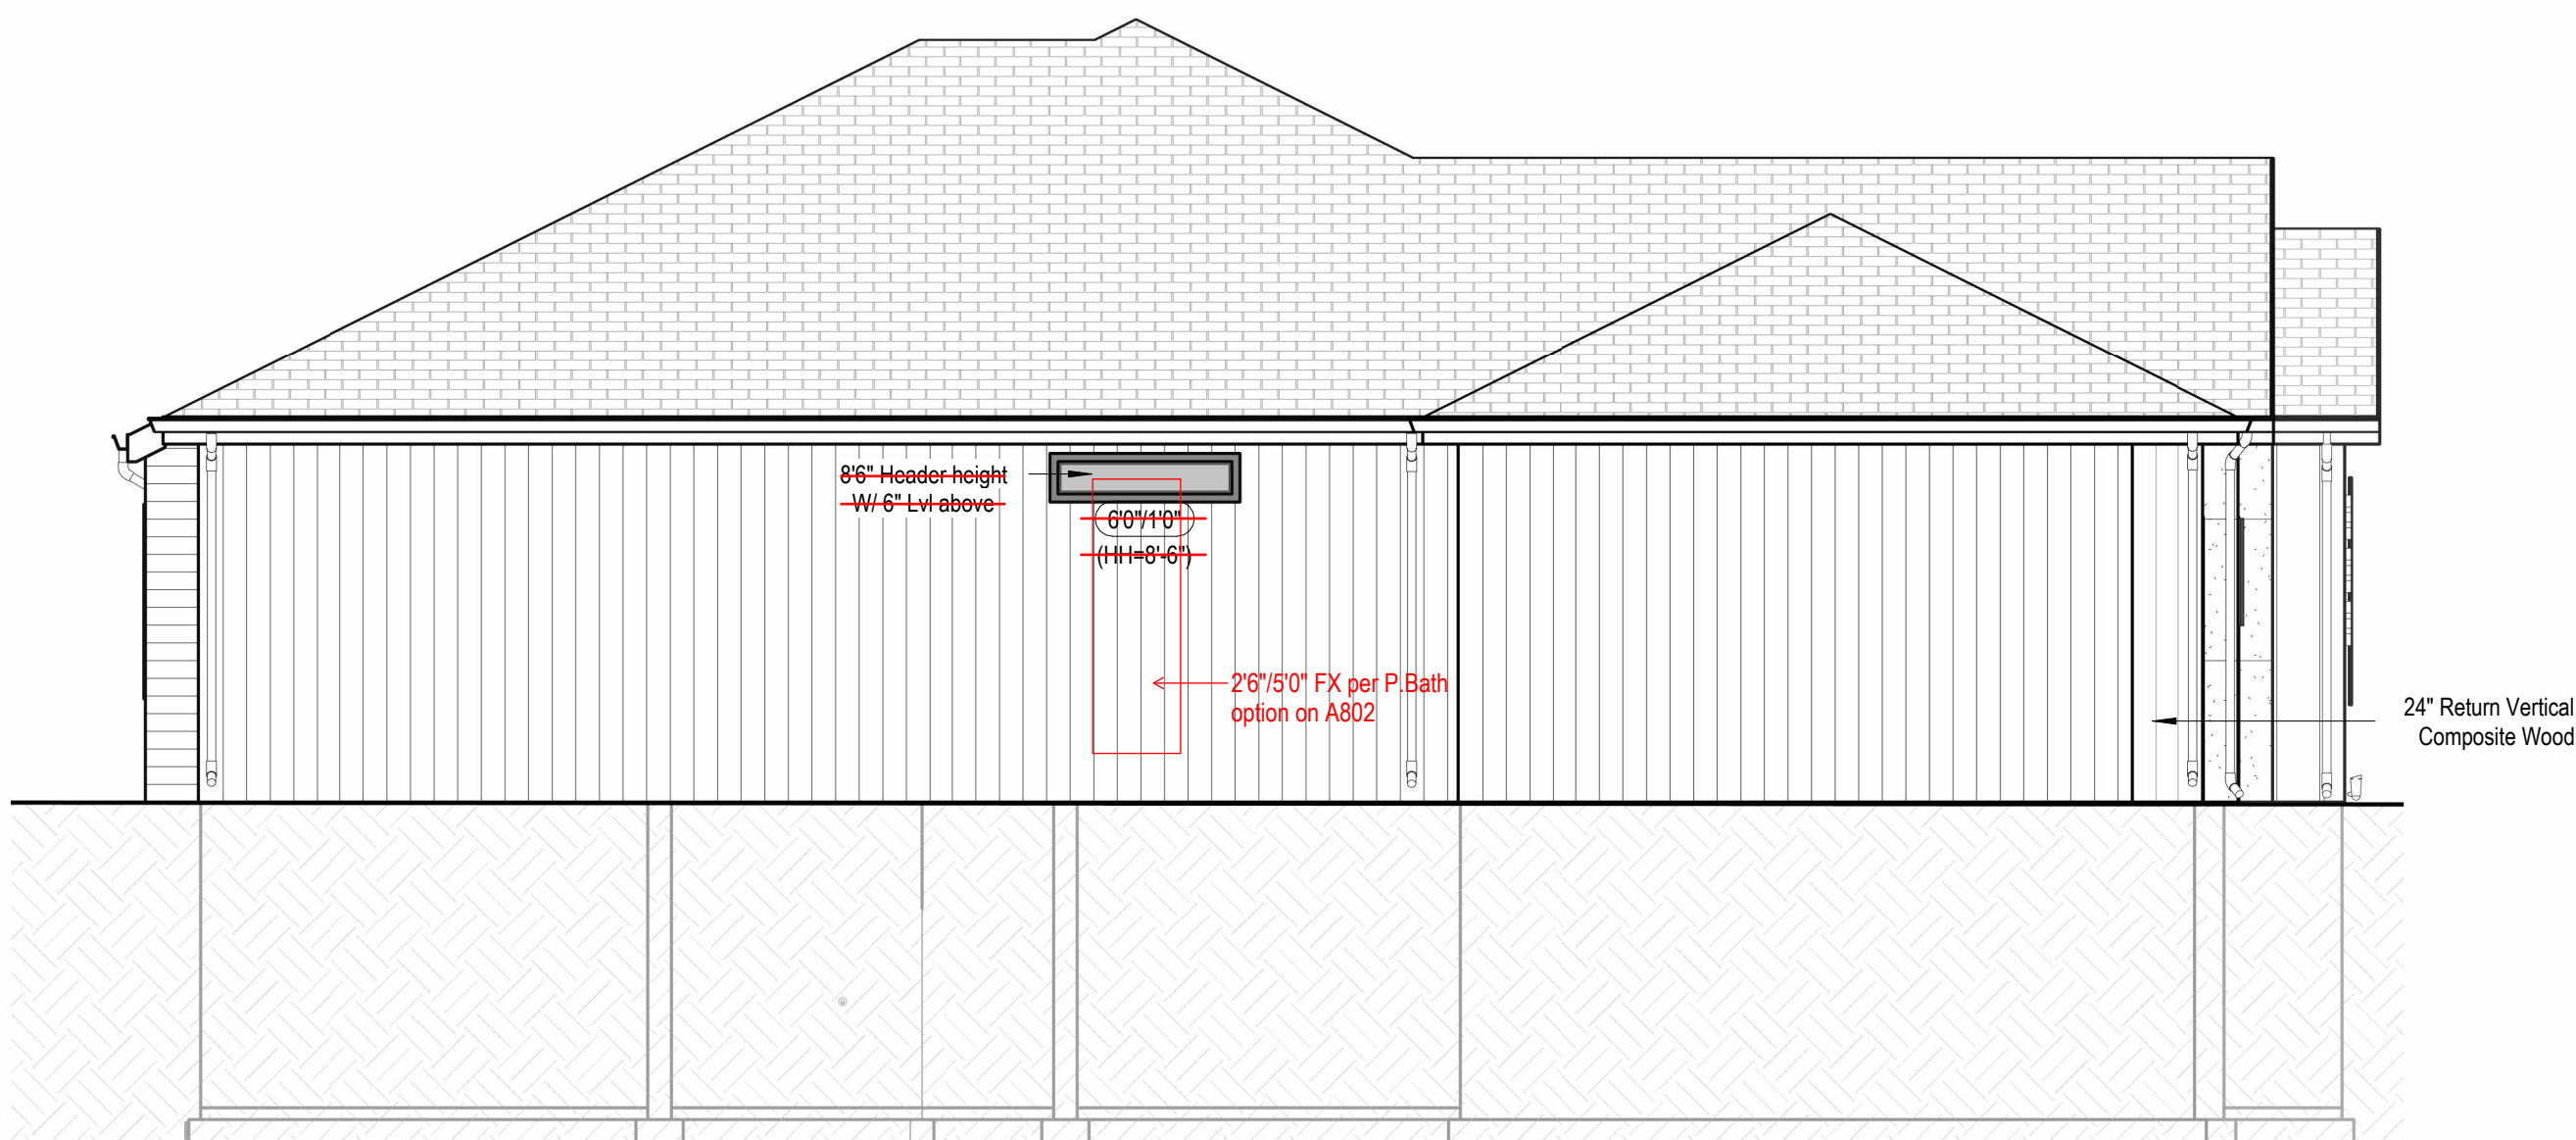 8'6" Header height
W/ 6" Lvl above
6'0"/1'0"
(HH=8'-6")
2'6"/5'0" FX per P.Bath
option on A802
24" Return Vertical
Composite Wood